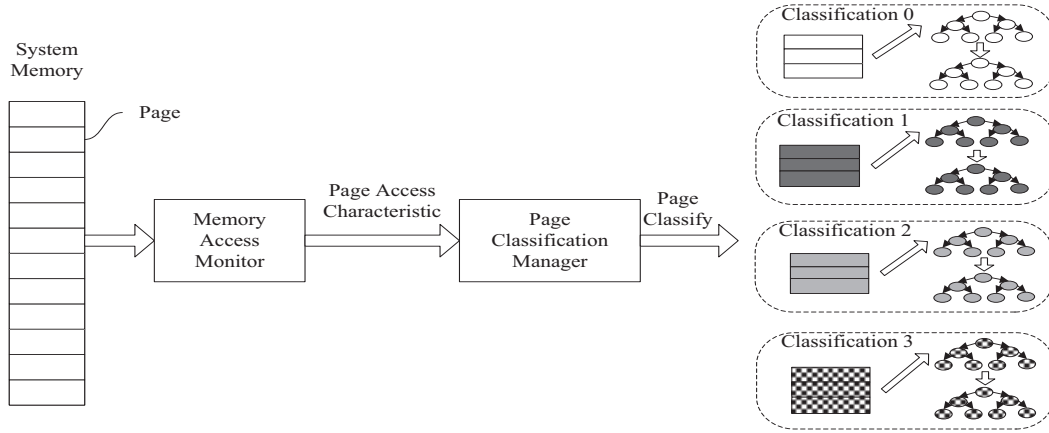 System
Memory
Page
Memory
Access
Monitor
Page Access
Characteristic
Page
Classification
Manager
Page
Classify
Classification 0
Classification 1
Classification 2
Classification 3